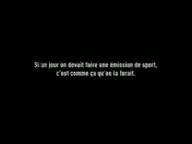 Si un jour on devait faire une émission de sport,
c'est comme ça qu'on la ferait.